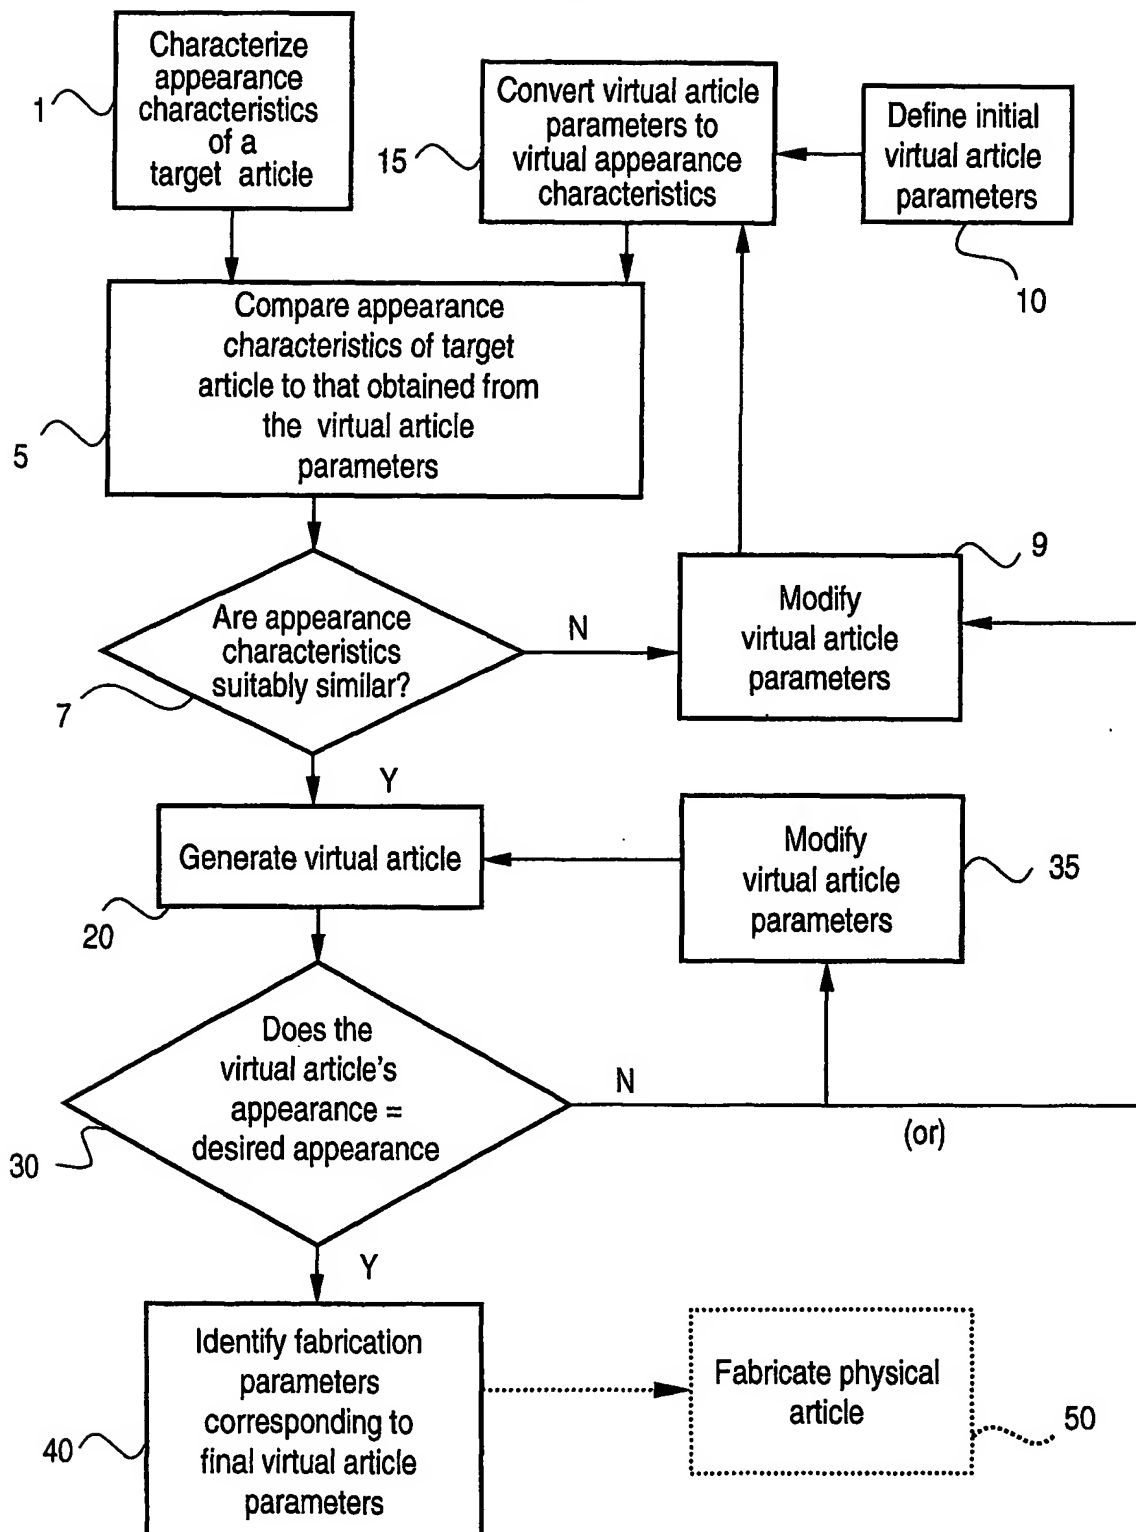 Characterize
appearance
characteristics
of a
target article
1
Convert virtual article
parameters to
virtual appearance
characteristics
15
Define initial
virtual article
parameters
10
Compare appearance
characteristics of target
article to that obtained from
the virtual article
parameters
5
Are appearance
characteristics
suitably similar?
7
N
Y
Modify
virtual article
parameters
9
Generate virtual article
20
Modify
virtual article
parameters
35
Does the
virtual article's
appearance =
desired appearance
30
N
(or)
Y
Identify fabrication
parameters
corresponding to
final virtual article
parameters
40
Fabricate physical
article
50